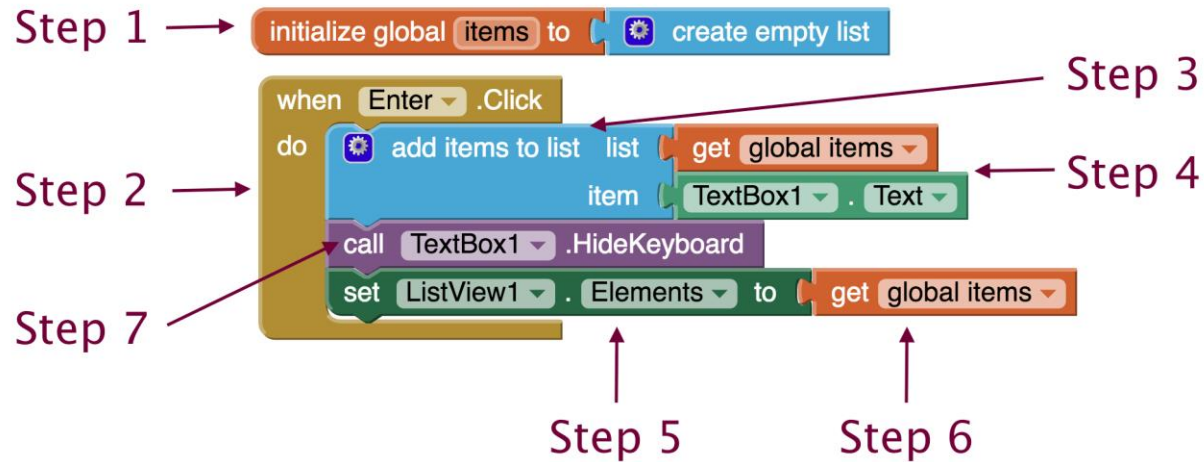 Step 1
initialize global items to create empty list
Step 3
when Enter .Click
do add items to list list get global items
Step 4
Step 2
item TextBox1 . Text
call TextBox1 .HideKeyboard
set ListView1 . Elements to get global items
Step 7
Step 5 Step 6